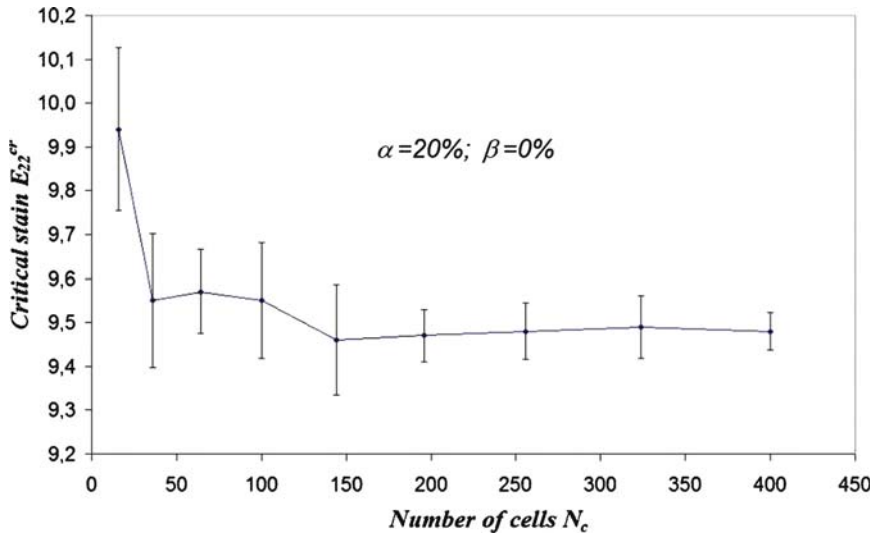 10,2
10,1
10,0
9,9
9,8
9,7
9,6
9,5
9,4
9,3
9,2
Critical stain E₂₂ᶜʳ
α=20%; β=0%
0 50 100 150 200 250 300 350 400 450
Number of cells N_c